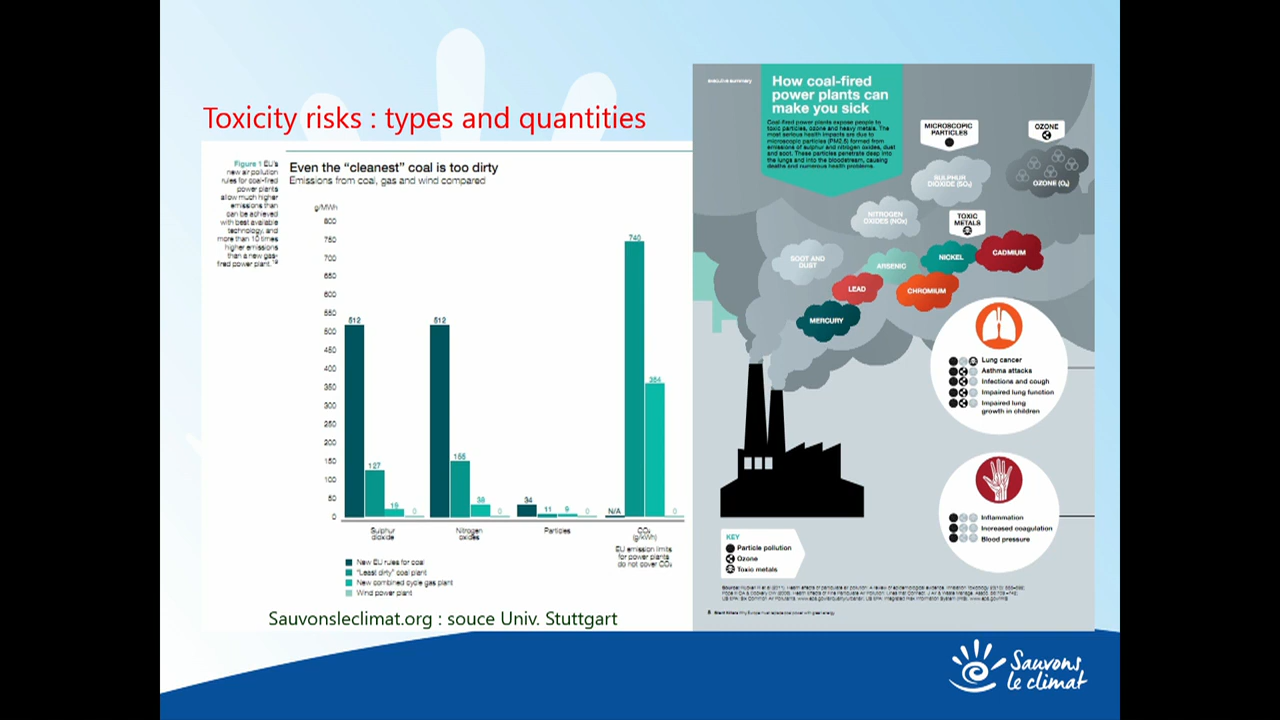 Toxicity risks : types and quantities
Figure 1 EU's
new air pollution
rules for coal-fired
power plants
allow much higher
emissions than
can be achieved
with best available
technology, and
more than 10 times
higher emissions
than a new gas-
fired power plant.
Even the “cleanest” coal is too dirty
Emissions from coal, gas and wind compared
g/MWh
800
750
700
650
600
550
500
450
400
350
300
250
200
150
100
50
0
512
127
19
0
512
155
38
0
34
11
9
0
N/A
740
0
Sulphur
dioxide
Nitrogen
oxides
Particles
CO₂
(g/kWh)
EU emission limits
for power plants
do not cover CO₂
New EU rules for coal
“Least dirty” coal plant
New combined cycle gas plant
Wind power plant
Sauvonsleclimat.org : souce Univ. Stuttgart
executive summary
How coal-fired
power plants can
make you sick
Coal-fired power plants expose people to
toxic particles, ozone and heavy metals. The
most serious health impacts are due to
microscopic particles (PM2.5) formed from
emissions of sulphur and nitrogen oxides, dust
and soot. These particles penetrate deep into
the lungs and into the bloodstream, causing
deaths and numerous health problems.
MICROSCOPIC
PARTICLES
OZONE
SULPHUR
DIOXIDE (SO₂)
OZONE (O₃)
NITROGEN
OXIDES (NOx)
TOXIC
METALS
SOOT AND
DUST
ARSENIC
NICKEL
CADMIUM
LEAD
CHROMIUM
MERCURY
Lung cancer
Asthma attacks
Infections and cough
Impaired lung function
Impaired lung
growth in children
Inflammation
Increased coagulation
Blood pressure
KEY
Particle pollution
Ozone
Toxic metals
Sauvons
le climat